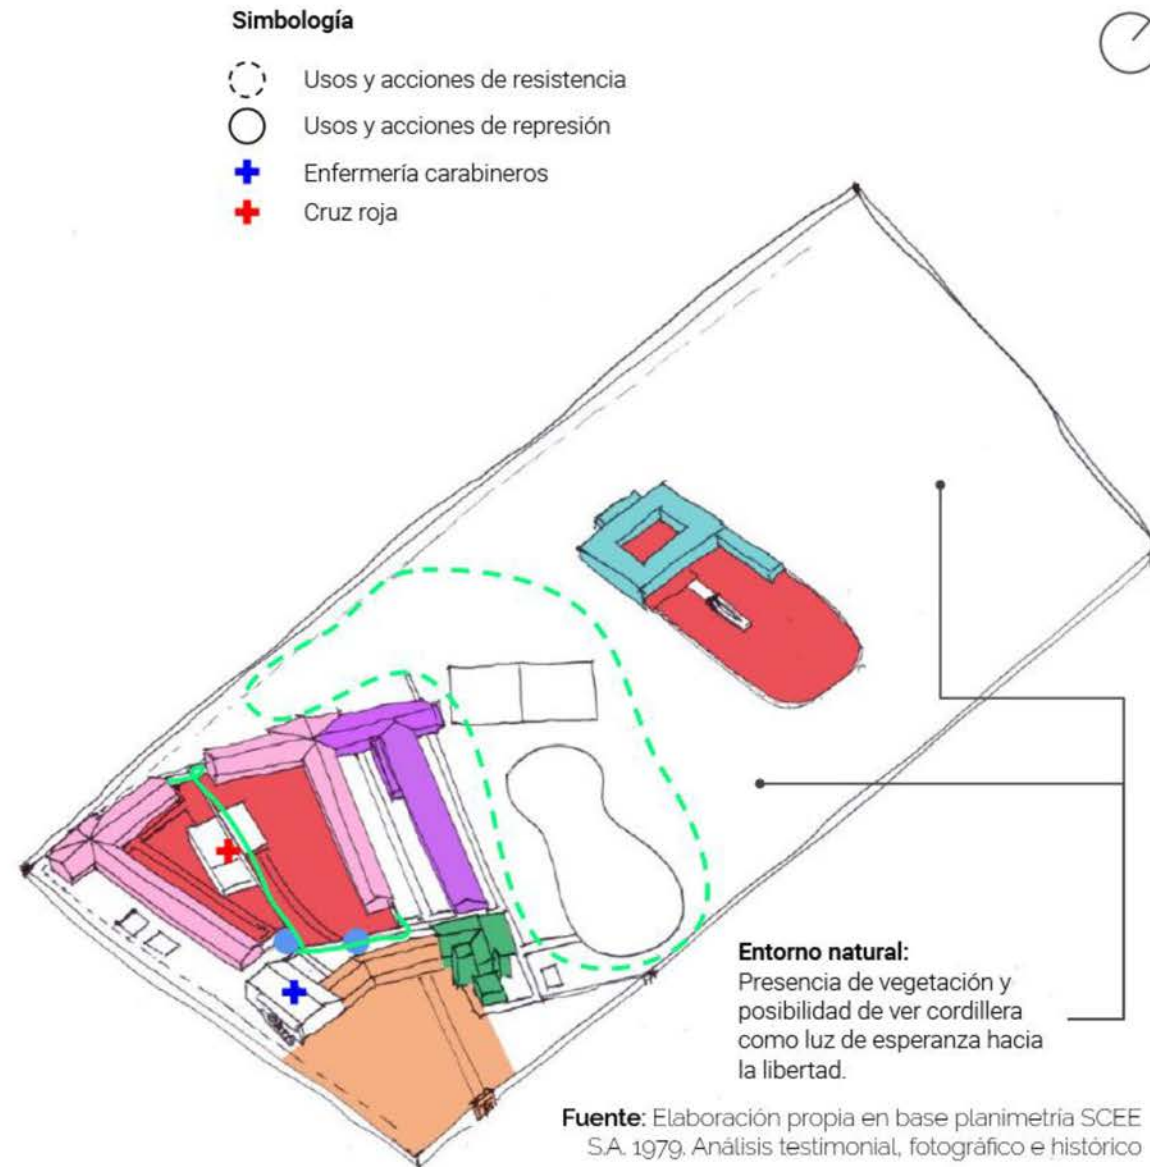 Simbología
Usos y acciones de resistencia
Usos y acciones de represión
Enfermería carabineros
Cruz roja
Entorno natural:
Presencia de vegetación y
posibilidad de ver cordillera
como luz de esperanza hacia
la libertad.
Fuente: Elaboración propia en base planimetría SCEE
S.A. 1979. Análisis testimonial, fotográfico e histórico